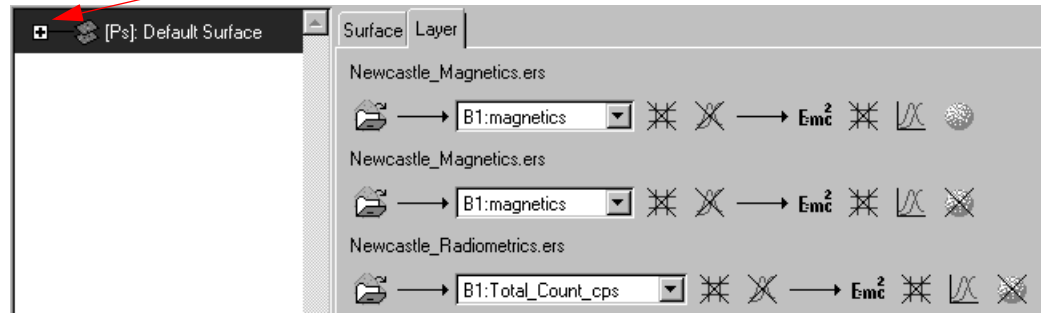 [Ps]: Default Surface
Surface Layer
Newcastle_Magnetics.ers
B1:magnetics Emc²
Newcastle_Magnetics.ers
B1:magnetics Emc²
Newcastle_Radiometrics.ers
B1:Total_Count_cps Emc²